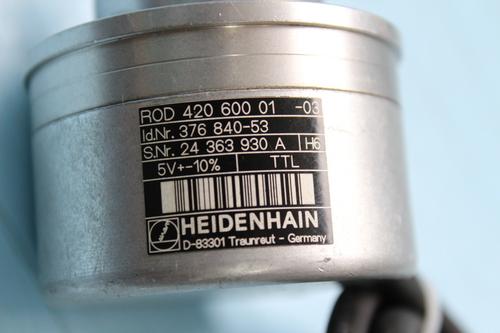 ROD 420 600 01 -03
Id.Nr. 376 840-53
S.Nr. 24 363 930 A H6
5V+-10% TTL
HEIDENHAIN
D-83301 Traunreut - Germany